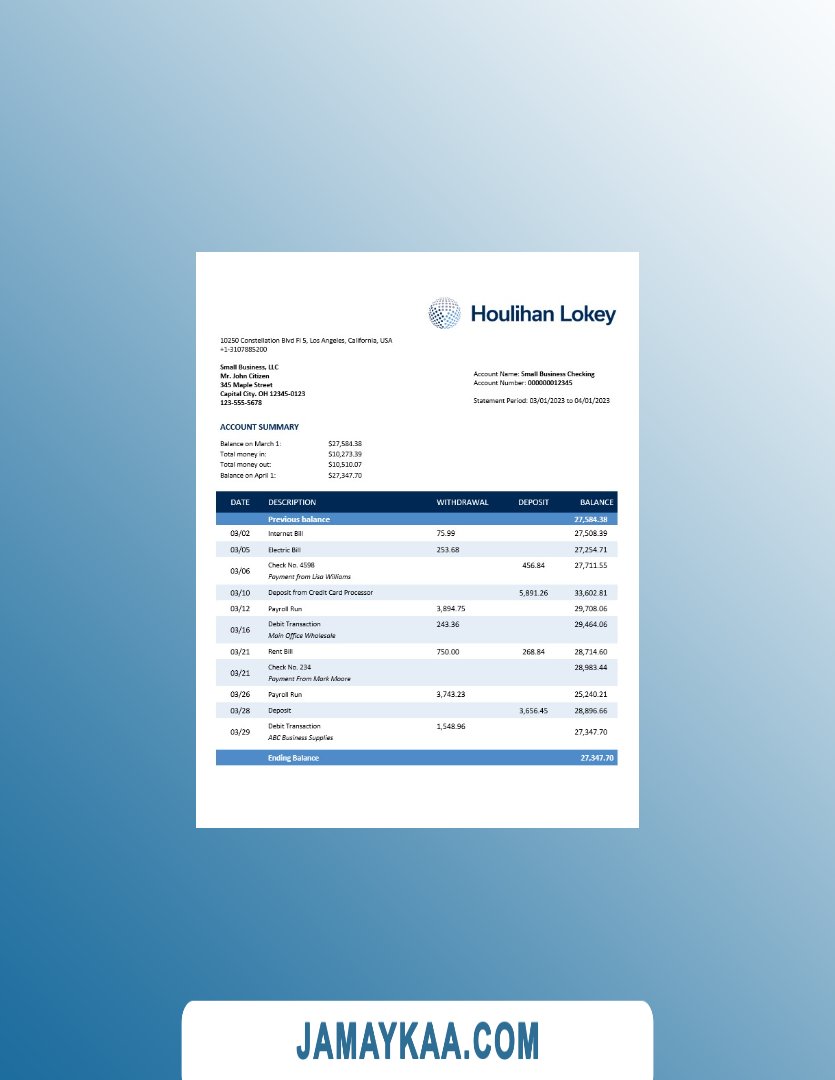 Houlihan Lokey
10250 Constellation Blvd Fl 5, Los Angeles, California, USA
+1-3107885200
Small Business, LLC
Mr. John Citizen
345 Maple Street
Capital City. OH 12345-0123
123-555-5678
Account Name: Small Business Checking
Account Number: 000000012345
Statement Period: 03/01/2023 to 04/01/2023
ACCOUNT SUMMARY
Balance on March 1: $27,584.38
Total money in: $10,273.39
Total money out: $10,510.07
Balance on April 1: $27,347.70
DATE DESCRIPTION WITHDRAWAL DEPOSIT BALANCE
Previous balance 27,584.38
03/02 Internet Bill 75.99 27,508.39
03/05 Electric Bill 253.68 27,254.71
03/06 Check No. 4598 456.84 27,711.55
Payment from Lisa Williams
03/10 Deposit from Credit Card Processor 5,891.26 33,602.81
03/12 Payroll Run 3,894.75 29,708.06
03/16 Debit Transaction 243.36 29,464.06
Main Office Wholesale
03/21 Rent Bill 750.00 268.84 28,714.60
03/21 Check No. 234 28,983.44
Payment From Mark Moore
03/26 Payroll Run 3,743.23 25,240.21
03/28 Deposit 3,656.45 28,896.66
03/29 Debit Transaction 1,548.96 27,347.70
ABC Business Supplies
Ending Balance 27,347.70
JAMAYKAA.COM